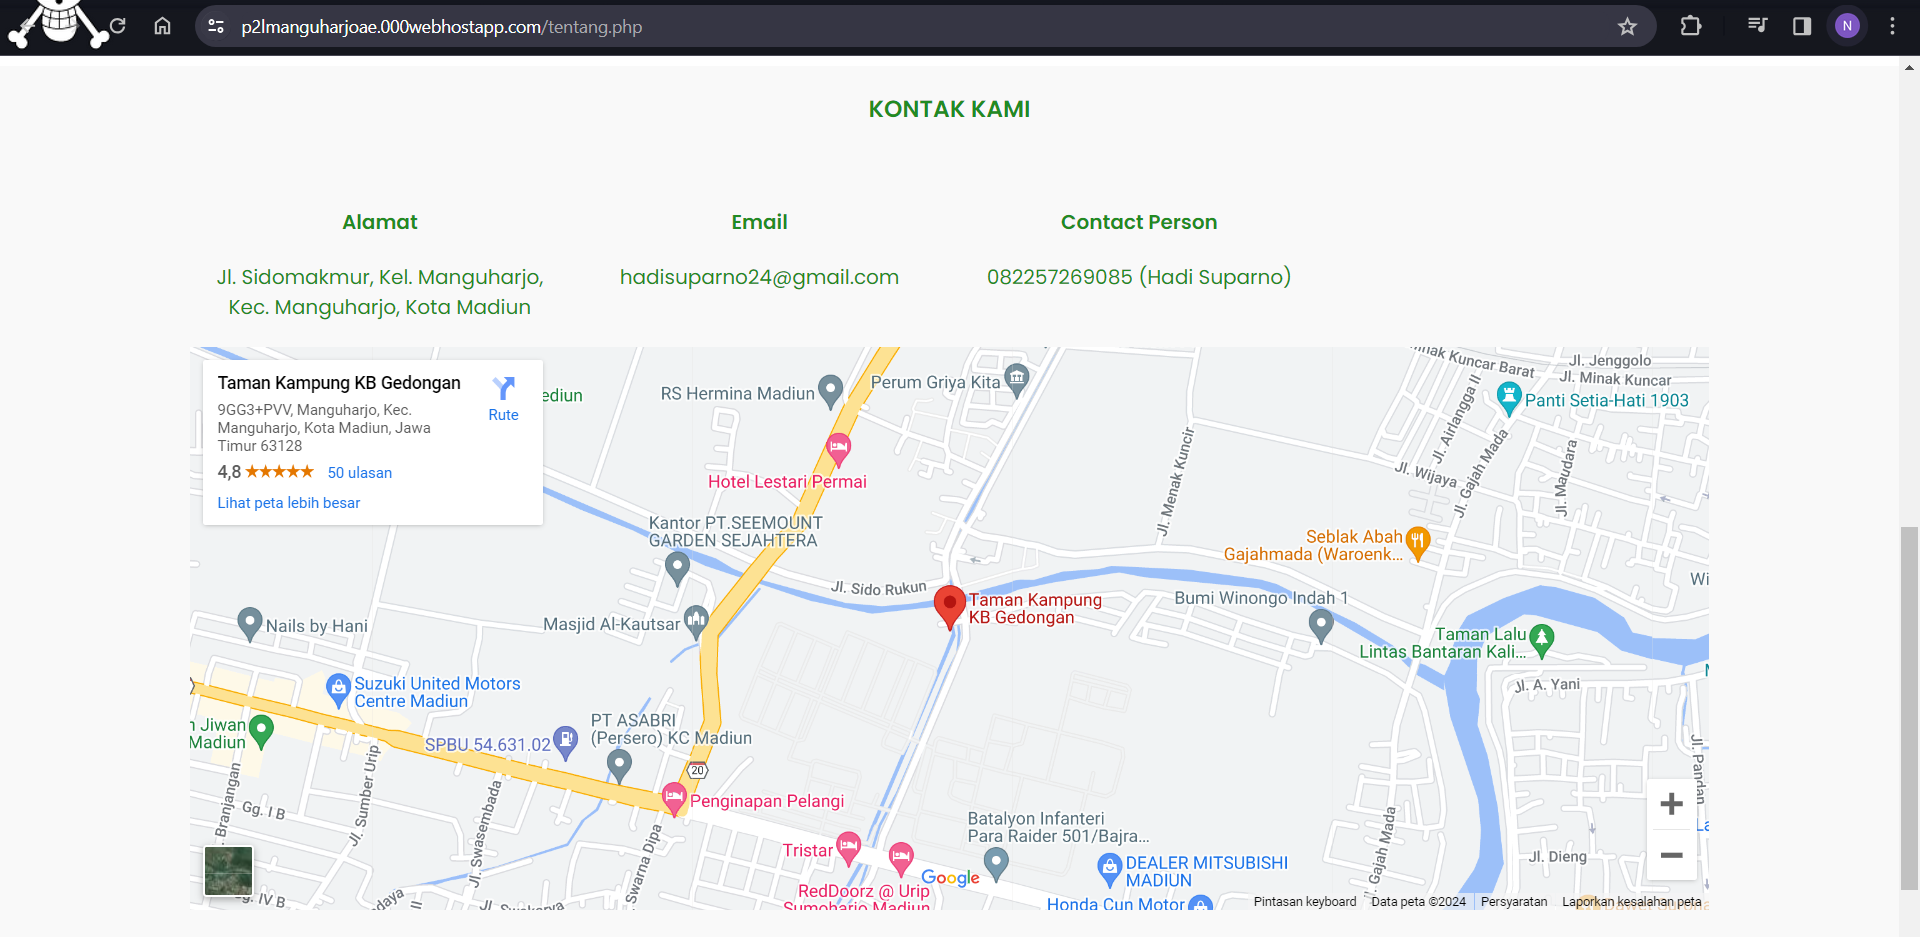 p2lmanguharjoae.000webhostapp.com/tentang.php
N
KONTAK KAMI
Alamat
Email
Contact Person
Jl. Sidomakmur, Kel. Manguharjo,
Kec. Manguharjo, Kota Madiun
hadisuparno24@gmail.com
082257269085 (Hadi Suparno)
Taman Kampung KB Gedongan
9GG3+PVV, Manguharjo, Kec.
Manguharjo, Kota Madiun, Jawa
Timur 63128
4,8
50 ulasan
Lihat peta lebih besar
Rute
ediun
RS Hermina Madiun
Perum Griya Kita
Minak Kuncar Barat
Jl. Jenggolo
Jl. Minak Kuncar
Panti Setia-Hati 1903
Jl. Airlangga II
Jl. Gajah Mada
Jl. Maudara
Jl. Wijaya
Jl. Menak Kuncir
Hotel Lestari Permai
Kantor PT.SEEMOUNT
GARDEN SEJAHTERA
Seblak Abah
Gajahmada (Waroenk...
Jl. Sido Rukun
Taman Kampung
KB Gedongan
Bumi Winongo Indah 1
Wi
Nails by Hani
Masjid Al-Kautsar
Taman Lalu
Lintas Bantaran Kali...
Suzuki United Motors
Centre Madiun
Jl. A. Yani
n Jiwan
Madiun
SPBU 54.631.02
PT ASABRI
(Persero) KC Madiun
20
Jl. Pandan
Penginapan Pelangi
Gg. I B
Branjangan
Jl. Sumber Urip
Jl. Swasembada
Swarna Dipa
Batalyon Infanteri
Para Raider 501/Bajra...
Jl. Gajah Mada
Tristar
Jl. Dieng
RedDoorz @ Urip
Sumoharjo Madiun
Google
DEALER MITSUBISHI
MADIUN
Honda Cun Motor
IV B
Pintasan keyboard
Data peta ©2024
Persyaratan
Laporkan kesalahan peta